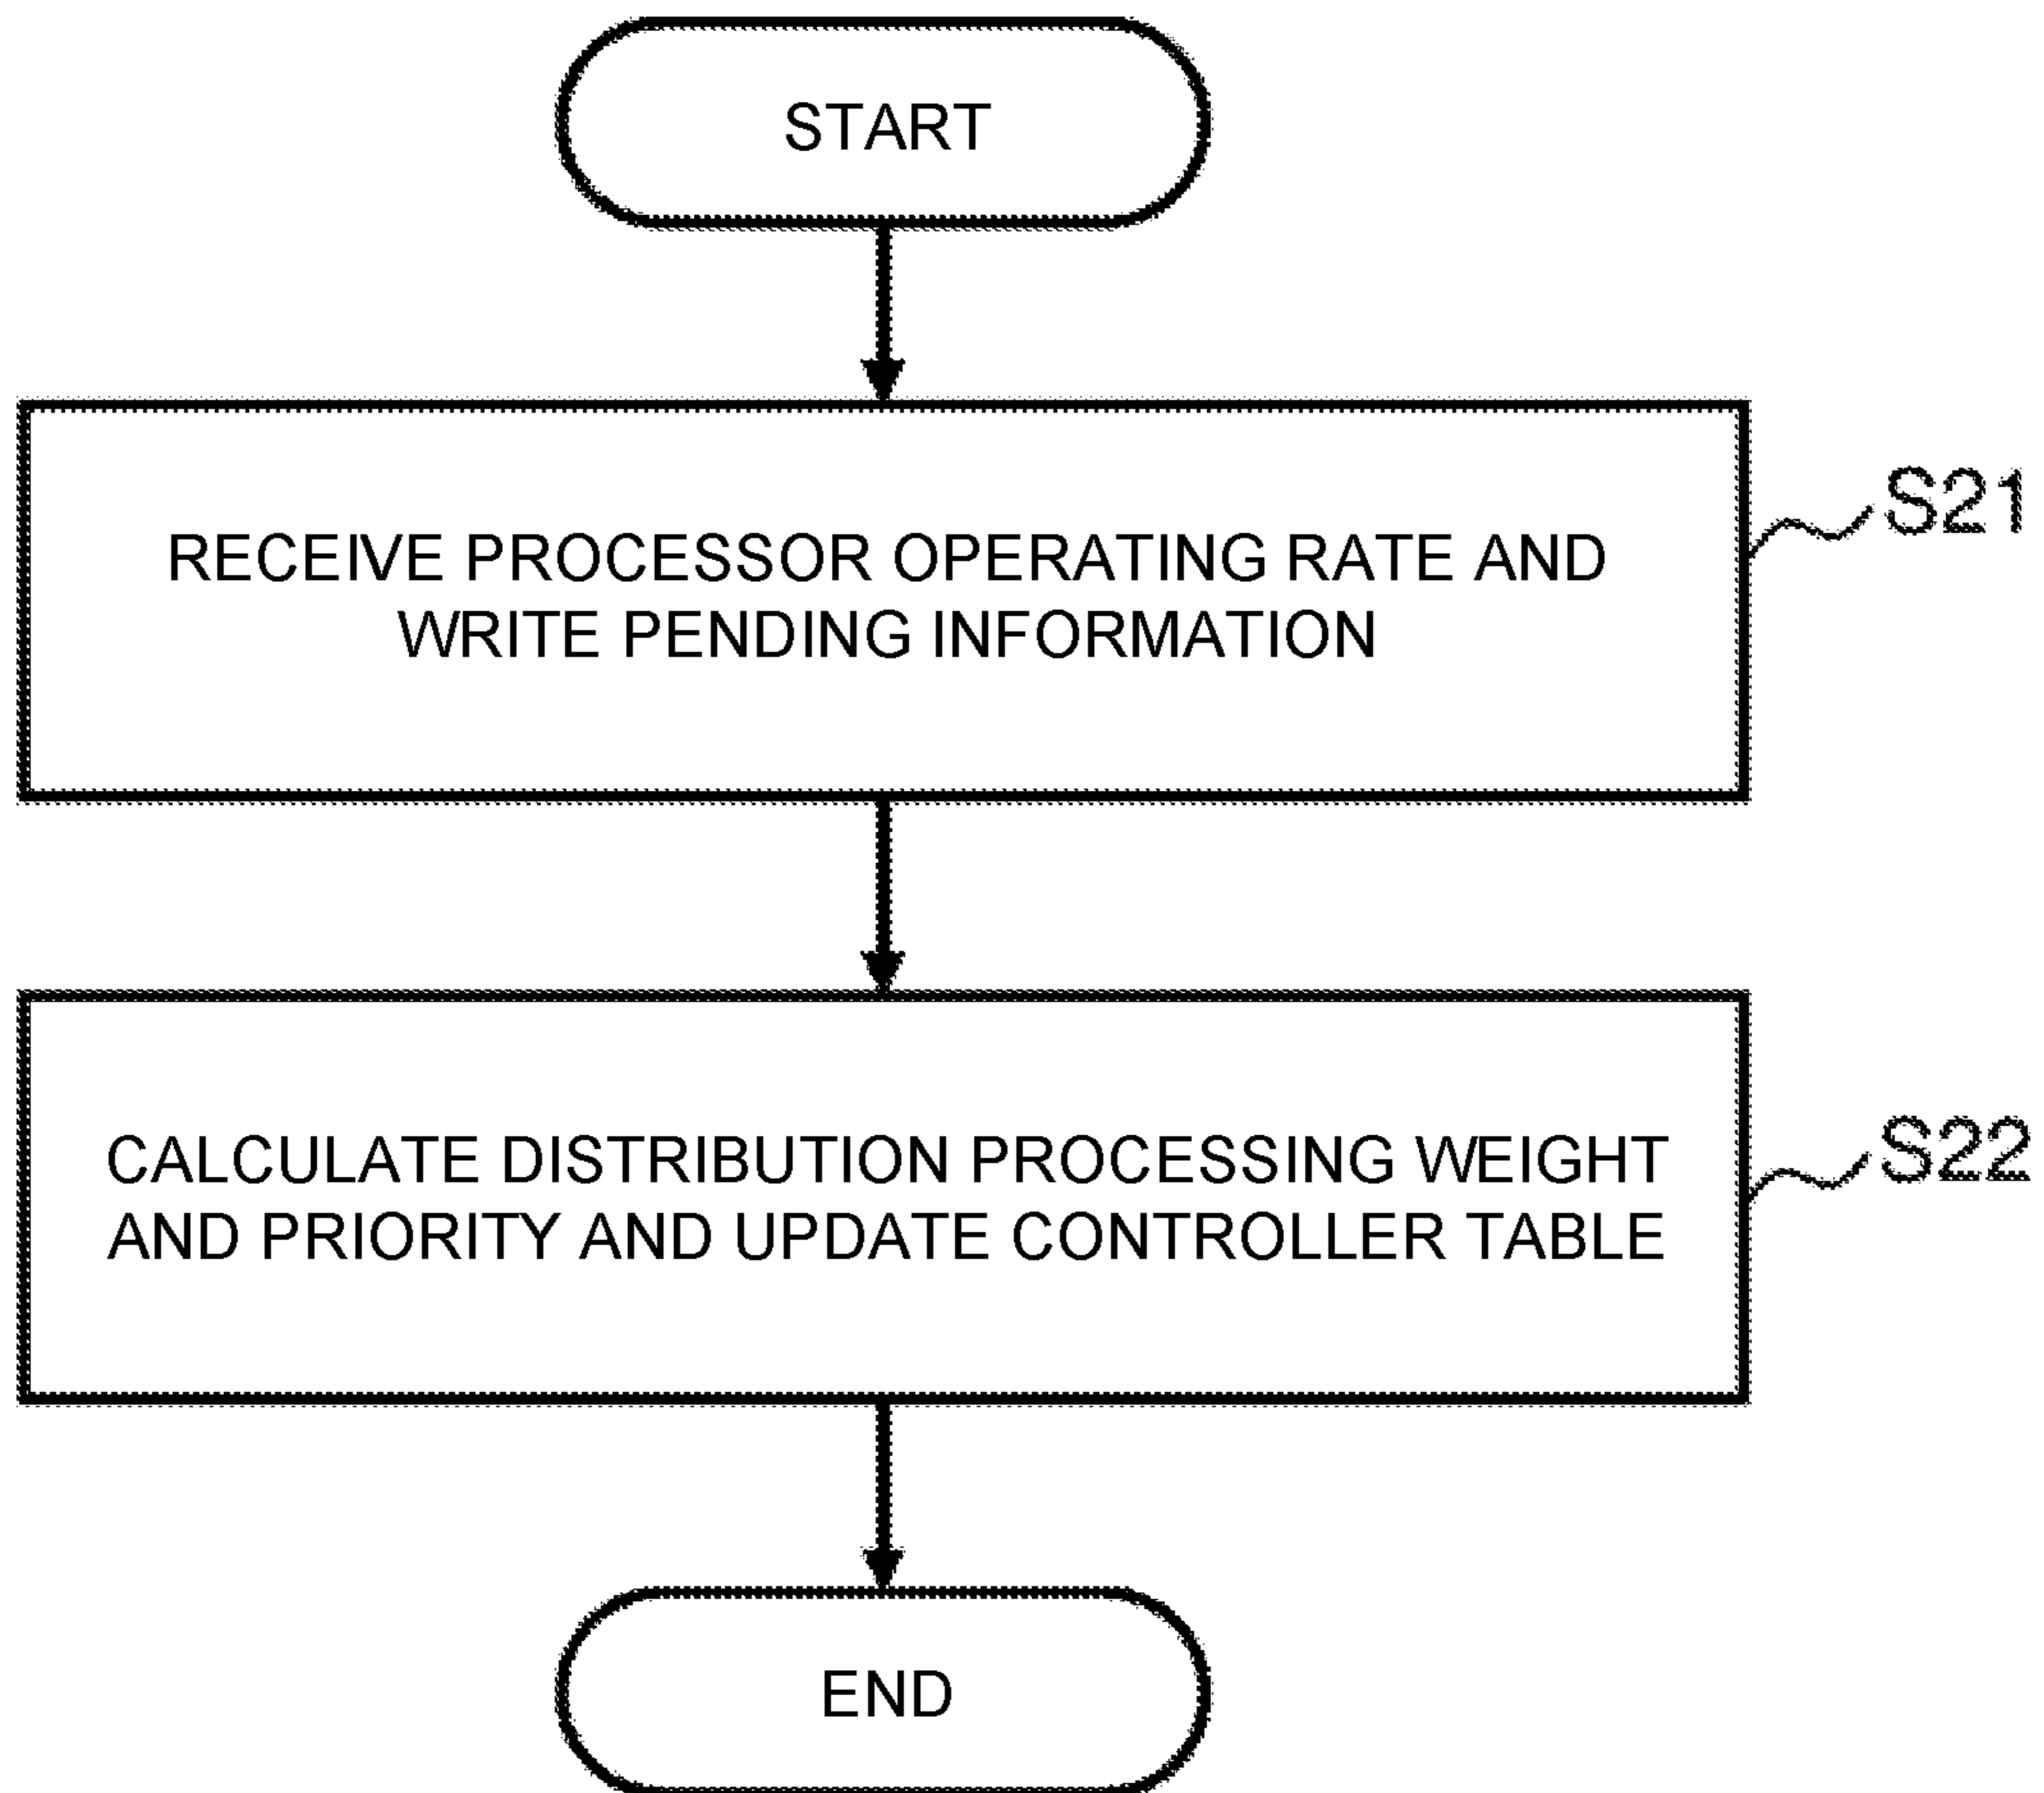 START
RECEIVE PROCESSOR OPERATING RATE AND
WRITE PENDING INFORMATION
S21
CALCULATE DISTRIBUTION PROCESSING WEIGHT
AND PRIORITY AND UPDATE CONTROLLER TABLE
S22
END